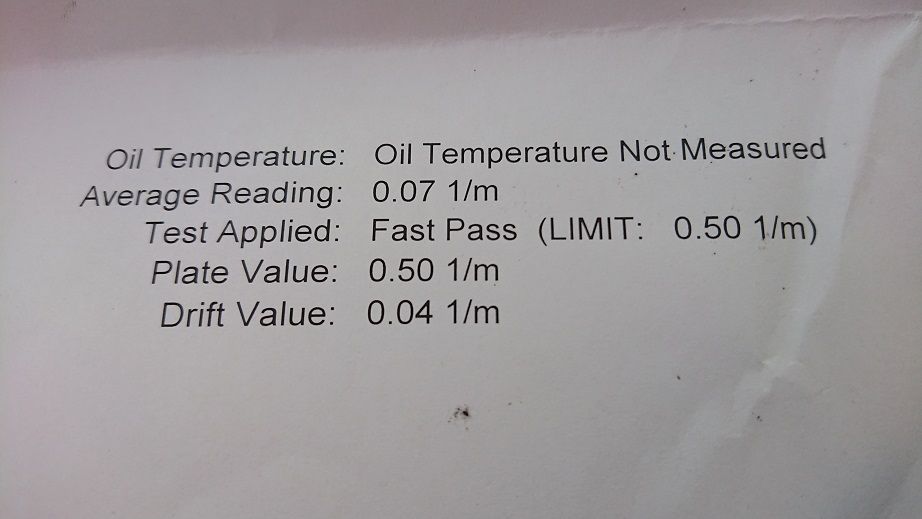 Oil Temperature: Oil Temperature Not Measured
Average Reading: 0.07 1/m
Test Applied: Fast Pass (LIMIT: 0.50 1/m)
Plate Value: 0.50 1/m
Drift Value: 0.04 1/m